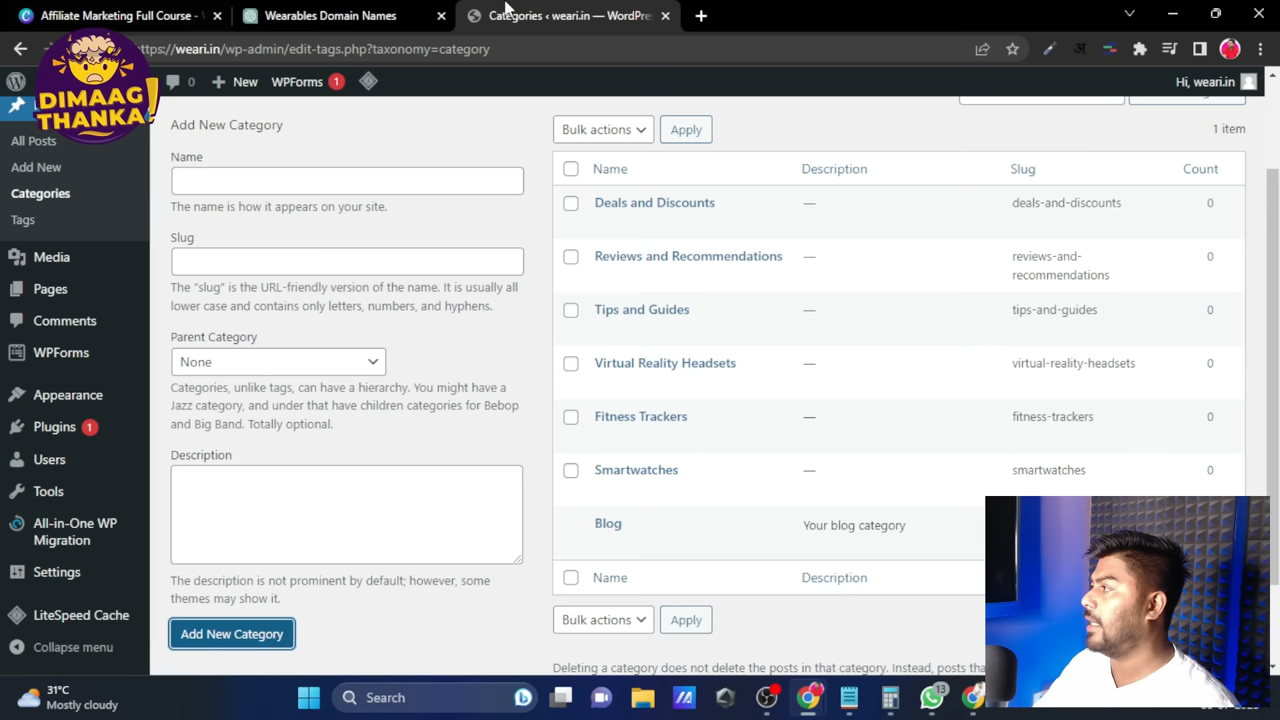 Affiliate Marketing Full Course -
Wearables Domain Names
Categories ‹ weari.in — WordPre
https://weari.in/wp-admin/edit-tags.php?taxonomy=category
0
New
WPForms 1
Hi, weari.in
DIMAAG
THANKA!
All Posts
Add New
Categories
Tags
Media
Pages
Comments
WPForms
Appearance
Plugins 1
Users
Tools
All-in-One WP
Migration
Settings
LiteSpeed Cache
Collapse menu
Add New Category
Name
The name is how it appears on your site.
Slug
The “slug” is the URL-friendly version of the name. It is usually all
lower case and contains only letters, numbers, and hyphens.
Parent Category
None
Categories, unlike tags, can have a hierarchy. You might have a
Jazz category, and under that have children categories for Bebop
and Big Band. Totally optional.
Description
The description is not prominent by default; however, some
themes may show it.
Add New Category
Bulk actions
Apply
1 item
Name Description Slug Count
Deals and Discounts — deals-and-discounts 0
Reviews and Recommendations — reviews-and-
recommendations 0
Tips and Guides — tips-and-guides 0
Virtual Reality Headsets — virtual-reality-headsets 0
Fitness Trackers — fitness-trackers 0
Smartwatches — smartwatches 0
Blog Your blog category
Name Description
Bulk actions
Apply
Deleting a category does not delete the posts in that category. Instead, posts tha
31°C
Mostly cloudy
Search
13